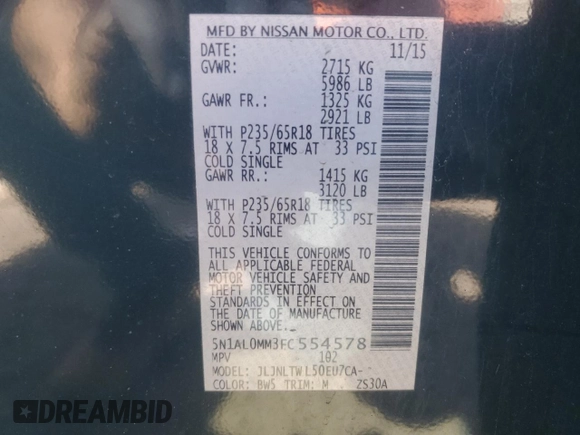 MFD BY NISSAN MOTOR CO., LTD.
DATE: 11/15
GVWR: 2715 KG
5986 LB
GAWR FR.: 1325 KG
2921 LB
WITH P235/65R18 TIRES
18 X 7.5 RIMS AT 33 PSI
COLD SINGLE
GAWR RR.: 1415 KG
3120 LB
WITH P235/65R18 TIRES
18 X 7.5 RIMS AT 33 PSI
COLD SINGLE
THIS VEHICLE CONFORMS TO
ALL APPLICABLE FEDERAL
MOTOR VEHICLE SAFETY AND
THEFT PREVENTION
STANDARDS IN EFFECT ON
THE DATE OF MANUFACTURE
SHOWN ABOVE.
5N1AL0MM3FC554578
MPV 102
MODEL: JLJNLTWL50EU7CA-
COLOR: BW5 TRIM: M ZS30A
DREAMBID